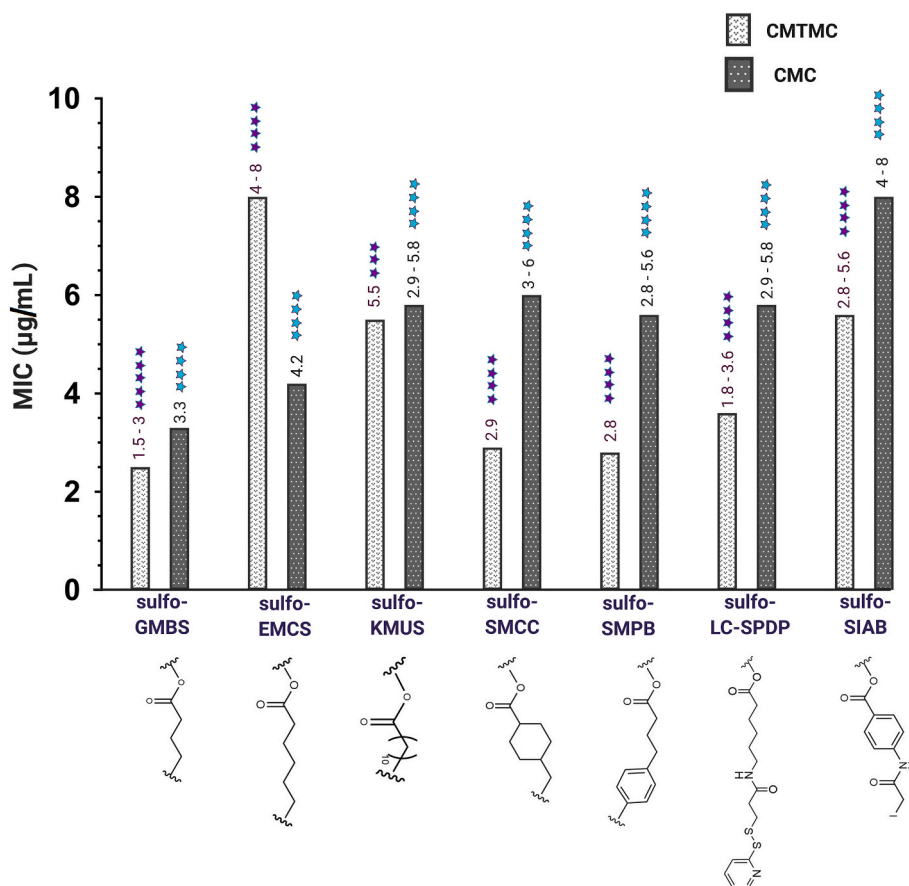 CMTMC
CMC
MIC (µg/mL)
10
8
6
4
2
0
1.5 - 3
3.3
4 - 8
4.2
5.5
2.9 - 5.8
2.9
3 - 6
2.8
2.8 - 5.6
1.8 - 3.6
2.9 - 5.8
2.8 - 5.6
4 - 8
sulfo-
GMBS
sulfo-
EMCS
sulfo-
KMUS
sulfo-
SMCC
sulfo-
SMPB
sulfo-
LC-SPDP
sulfo-
SIAB
O
O
O
O
O
O
10
O
O
O
O
O
O
H
N
O
S
S
N
O
O
N
O
I